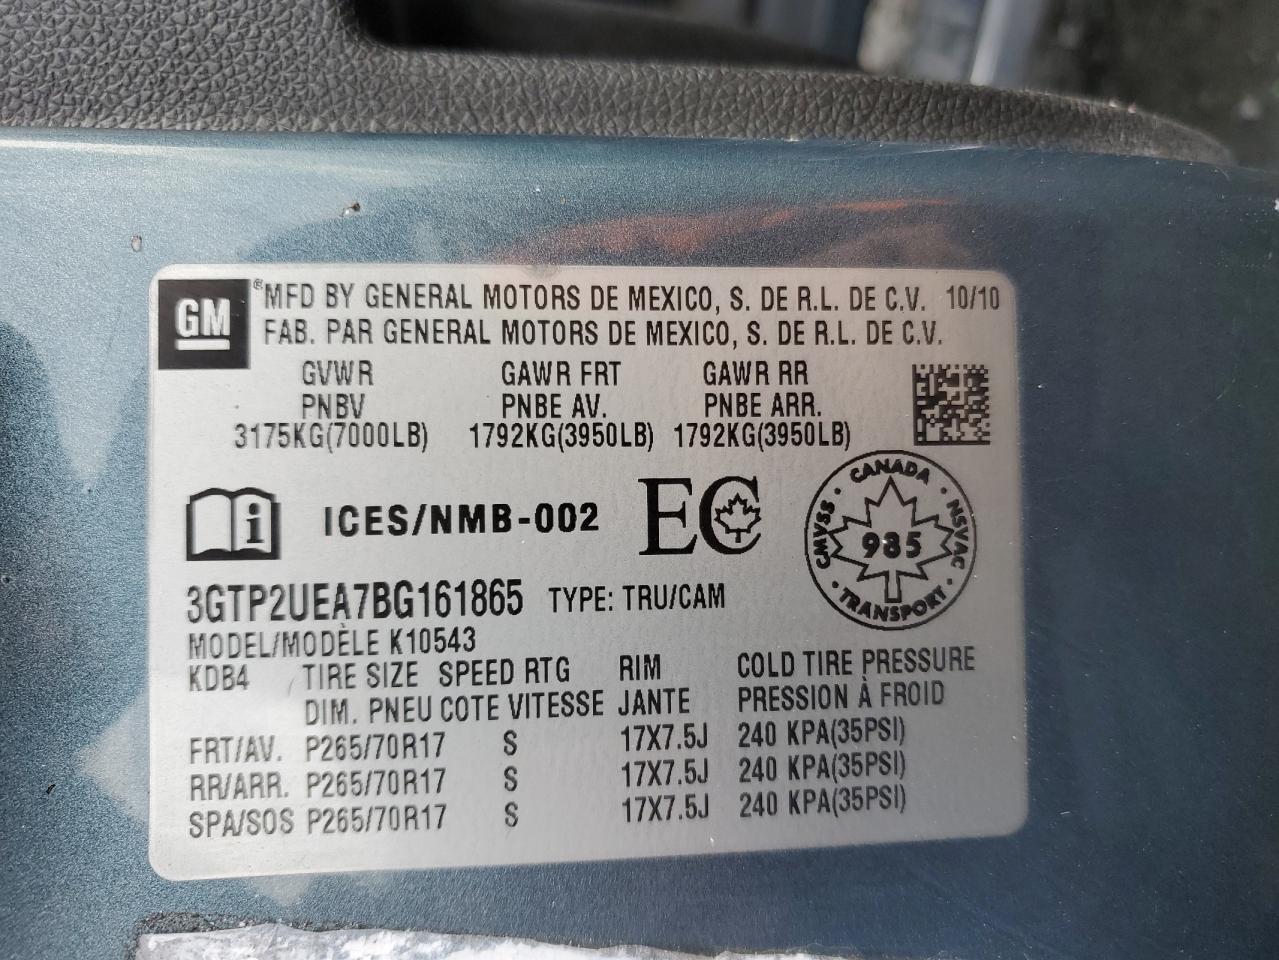 GM ®MFD BY GENERAL MOTORS DE MEXICO, S. DE R.L. DE C.V. 10/10
FAB. PAR GENERAL MOTORS DE MEXICO, S. DE R.L. DE C.V.
GVWR GAWR FRT GAWR RR
PNBV PNBE AV. PNBE ARR.
3175KG(7000LB) 1792KG(3950LB) 1792KG(3950LB)
i ICES/NMB-002 EC
CANADA
CMVSS 985 NSVAC
TRANSPORT
3GTP2UEA7BG161865 TYPE: TRU/CAM
MODEL/MODÈLE K10543
KDB4 TIRE SIZE SPEED RTG RIM COLD TIRE PRESSURE
DIM. PNEU COTE VITESSE JANTE PRESSION À FROID
FRT/AV. P265/70R17 S 17X7.5J 240 KPA(35PSI)
RR/ARR. P265/70R17 S 17X7.5J 240 KPA(35PSI)
SPA/SOS P265/70R17 S 17X7.5J 240 KPA(35PSI)